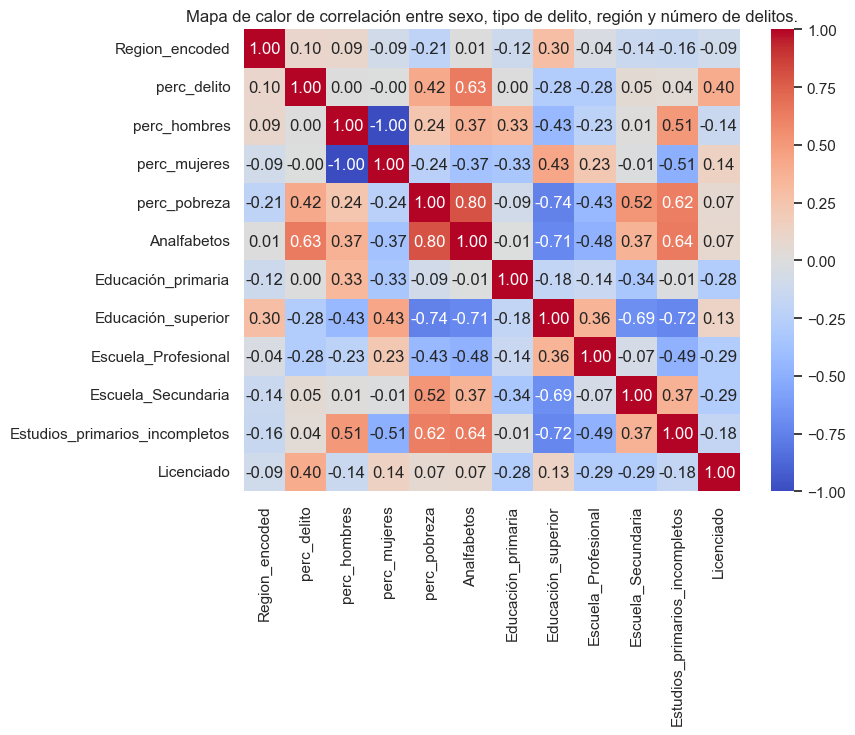 Mapa de calor de correlación entre sexo, tipo de delito, región y número de delitos.
Region_encoded 1.00 0.10 0.09 -0.09 -0.21 0.01 -0.12 0.30 -0.04 -0.14 -0.16 -0.09
perc_delito 0.10 1.00 0.00 -0.00 0.42 0.63 0.00 -0.28 -0.28 0.05 0.04 0.40
perc_hombres 0.09 0.00 1.00 -1.00 0.24 0.37 0.33 -0.43 -0.23 0.01 0.51 -0.14
perc_mujeres -0.09 -0.00 -1.00 1.00 -0.24 -0.37 -0.33 0.43 0.23 -0.01 -0.51 0.14
perc_pobreza -0.21 0.42 0.24 -0.24 1.00 0.80 -0.09 -0.74 -0.43 0.52 0.62 0.07
Analfabetos 0.01 0.63 0.37 -0.37 0.80 1.00 -0.01 -0.71 -0.48 0.37 0.64 0.07
Educación_primaria -0.12 0.00 0.33 -0.33 -0.09 -0.01 1.00 -0.18 -0.14 -0.34 -0.01 -0.28
Educación_superior 0.30 -0.28 -0.43 0.43 -0.74 -0.71 -0.18 1.00 0.36 -0.69 -0.72 0.13
Escuela_Profesional -0.04 -0.28 -0.23 0.23 -0.43 -0.48 -0.14 0.36 1.00 -0.07 -0.49 -0.29
Escuela_Secundaria -0.14 0.05 0.01 -0.01 0.52 0.37 -0.34 -0.69 -0.07 1.00 0.37 -0.29
Estudios_primarios_incompletos -0.16 0.04 0.51 -0.51 0.62 0.64 -0.01 -0.72 -0.49 0.37 1.00 -0.18
Licenciado -0.09 0.40 -0.14 0.14 0.07 0.07 -0.28 0.13 -0.29 -0.29 -0.18 1.00
Region_encoded
perc_delito
perc_hombres
perc_mujeres
perc_pobreza
Analfabetos
Educación_primaria
Educación_superior
Escuela_Profesional
Escuela_Secundaria
Estudios_primarios_incompletos
Licenciado
1.00
0.75
0.50
0.25
0.00
−0.25
−0.50
−0.75
−1.00